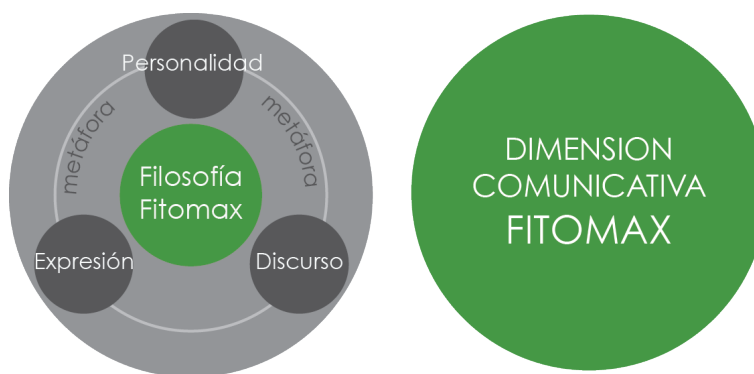 Personalidad
metáfora
metáfora
Filosofía
Fitomax
Expresión
Discurso
DIMENSION
COMUNICATIVA
FITOMAX